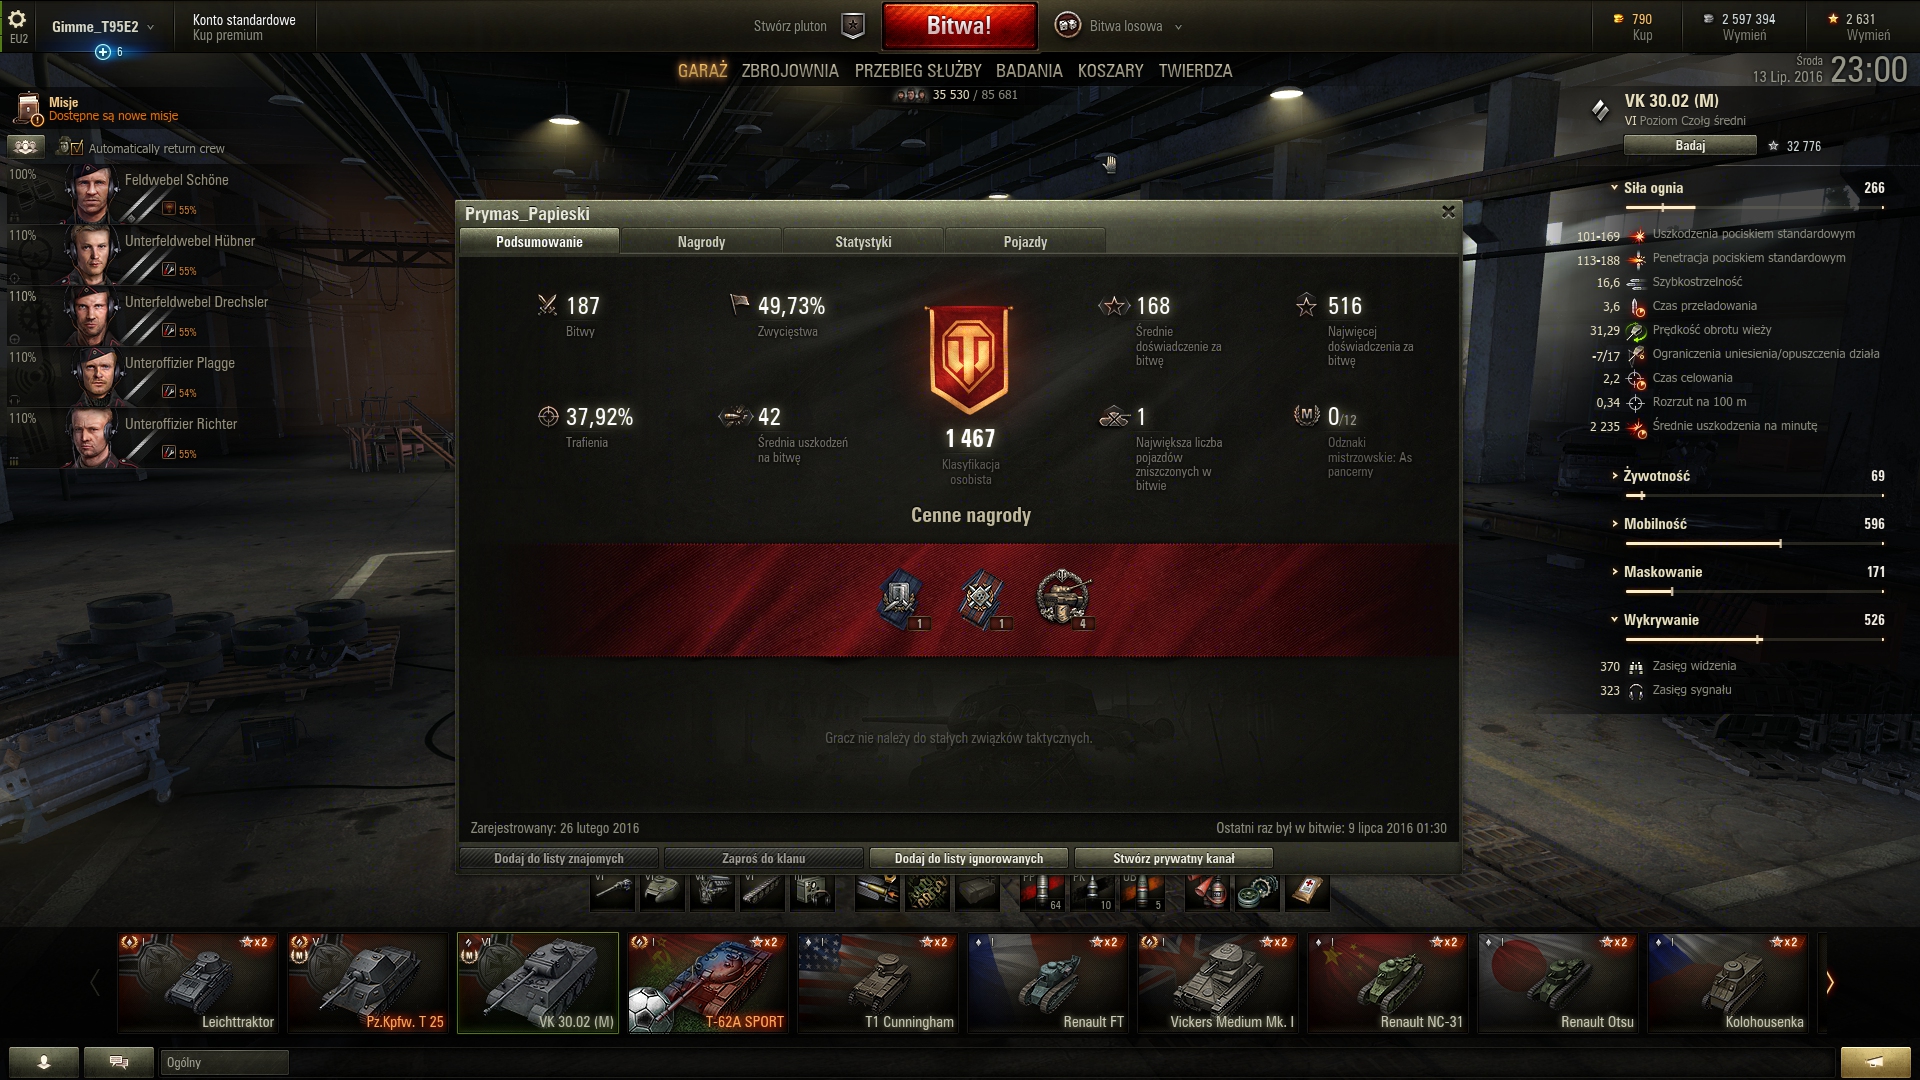 Gimme_T95E2
EU2
6
Konto standardowe
Kup premium
Stwórz pluton
Bitwa!
Bitwa losowa
790
Kup
2 597 394
Wymień
2 631
Wymień
GARAŻ
ZBROJOWNIA
PRZEBIEG SŁUŻBY
BADANIA
KOSZARY
TWIERDZA
35 530 / 85 681
Środa
13 Lip. 2016
23:00
Misje
Dostępne są nowe misje
Automatically return crew
100%
Feldwebel Schöne
55%
110%
Unterfeldwebel Hübner
55%
110%
Unterfeldwebel Drechsler
55%
110%
Unteroffizier Plagge
54%
110%
Unteroffizier Richter
55%
Prymas_Papieski
Podsumowanie
Nagrody
Statystyki
Pojazdy
187
Bitwy
49,73%
Zwycięstwa
168
Średnie
doświadczenie za
bitwę
516
Najwięcej
doświadczenia za
bitwę
37,92%
Trafienia
42
Średnia uszkodzeń
na bitwę
1 467
Klasyfikacja
osobista
1
Największa liczba
pojazdów
zniszczonych w
bitwie
M
0/12
Odznaki
mistrzowskie: As
pancerny
Cenne nagrody
1
1
4
Gracz nie należy do stałych związków taktycznych.
Zarejestrowany: 26 lutego 2016
Ostatni raz był w bitwie: 9 lipca 2016 01:30
Dodaj do listy znajomych
Zaproś do klanu
Dodaj do listy ignorowanych
Stwórz prywatny kanał
VK 30.02 (M)
VI Poziom Czołg średni
Badaj
32 776
Siła ognia
266
101-169
Uszkodzenia pociskiem standardowym
113-188
Penetracja pociskiem standardowym
16,6
Szybkostrzelność
3,6
Czas przeładowania
31,29
Prędkość obrotu wieży
-7/17
Ograniczenia uniesienia/opuszczenia działa
2,2
Czas celowania
0,34
Rozrzut na 100 m
2 235
Średnie uszkodzenia na minutę
Żywotność
69
Mobilność
596
Maskowanie
171
Wykrywanie
526
370
Zasięg widzenia
323
Zasięg sygnału
64
10
5
I
x2
Leichttraktor
V
M
Pz.Kpfw. T 25
VI
M
VK 30.02 (M)
I
x2
T-62A SPORT
I
x2
T1 Cunningham
I
x2
Renault FT
I
x2
Vickers Medium Mk. I
I
x2
Renault NC-31
I
x2
Renault Otsu
I
x2
Kolohousenka
Ogólny